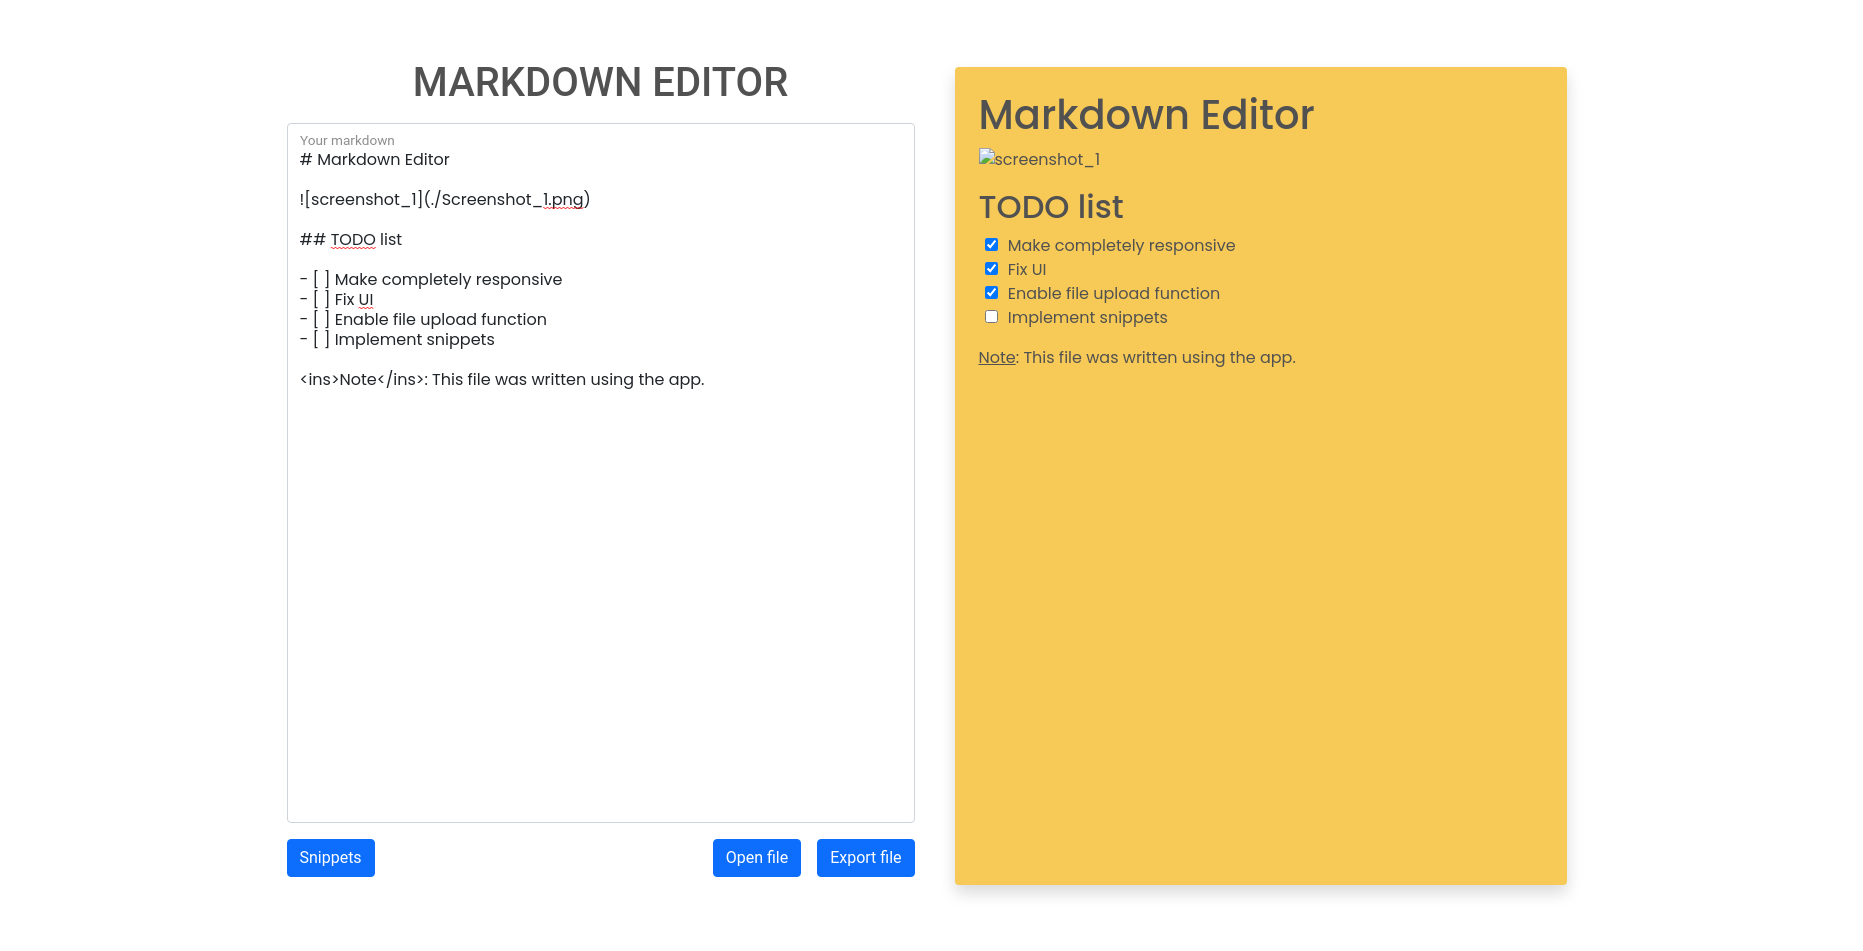 MARKDOWN EDITOR
Your markdown
# Markdown Editor
![screenshot_1](./Screenshot_1.png)
## TODO list
- [ ] Make completely responsive
- [ ] Fix UI
- [ ] Enable file upload function
- [ ] Implement snippets
<ins>Note</ins>: This file was written using the app.
Snippets
Open file
Export file
Markdown Editor
screenshot_1
TODO list
Make completely responsive
Fix UI
Enable file upload function
Implement snippets
Note: This file was written using the app.